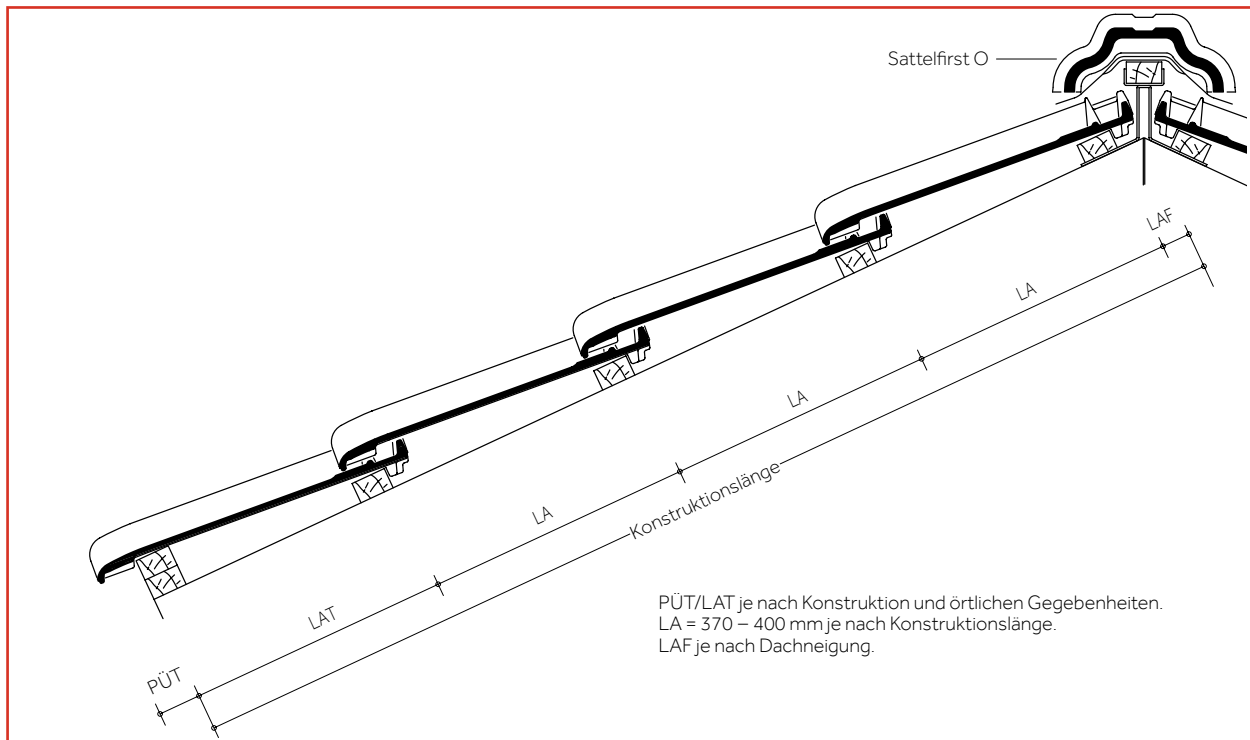 Sattelfirst O
LAF
LA
LA
Konstruktionslänge
LA
LAT
PÜT
PÜT/LAT je nach Konstruktion und örtlichen Gegebenheiten.
LA = 370 – 400 mm je nach Konstruktionslänge.
LAF je nach Dachneigung.